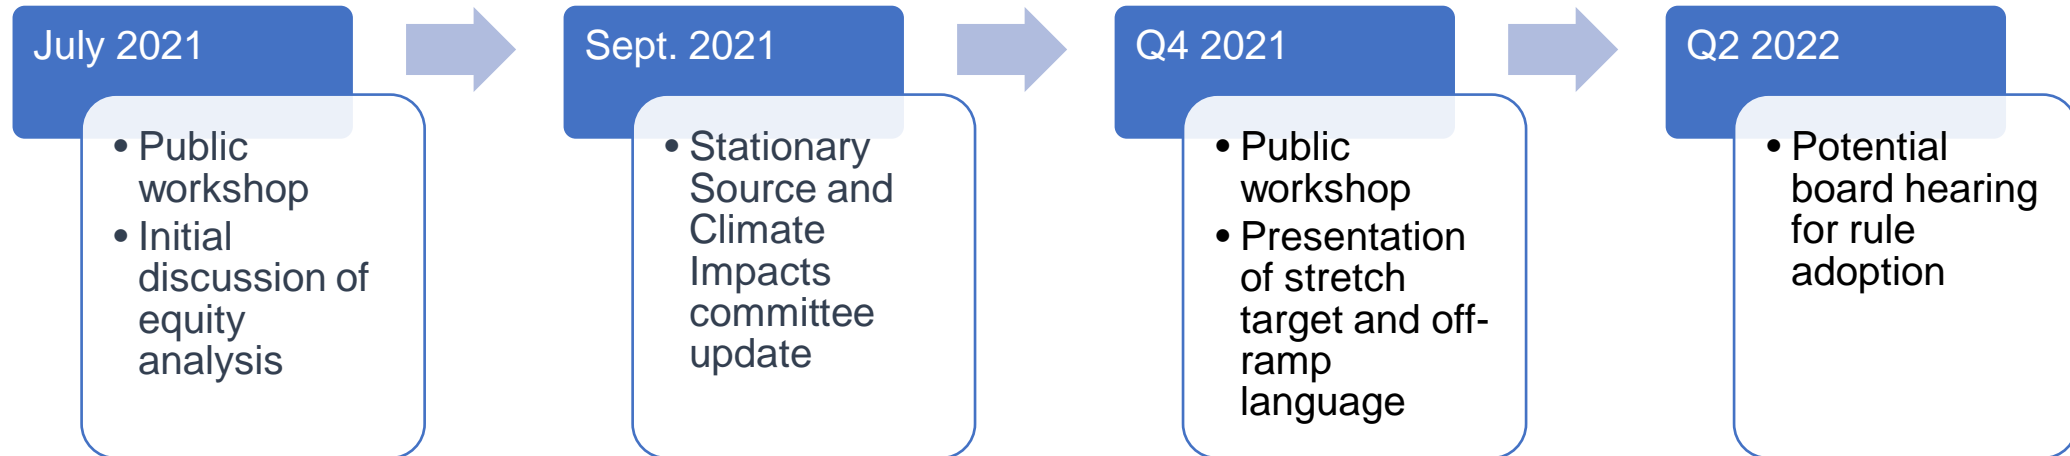 July 2021
• Public
workshop
• Initial
discussion of
equity
analysis
Sept. 2021
• Stationary
Source and
Climate
Impacts
committee
update
Q4 2021
• Public
workshop
• Presentation
of stretch
target and off-
ramp
language
Q2 2022
• Potential
board hearing
for rule
adoption